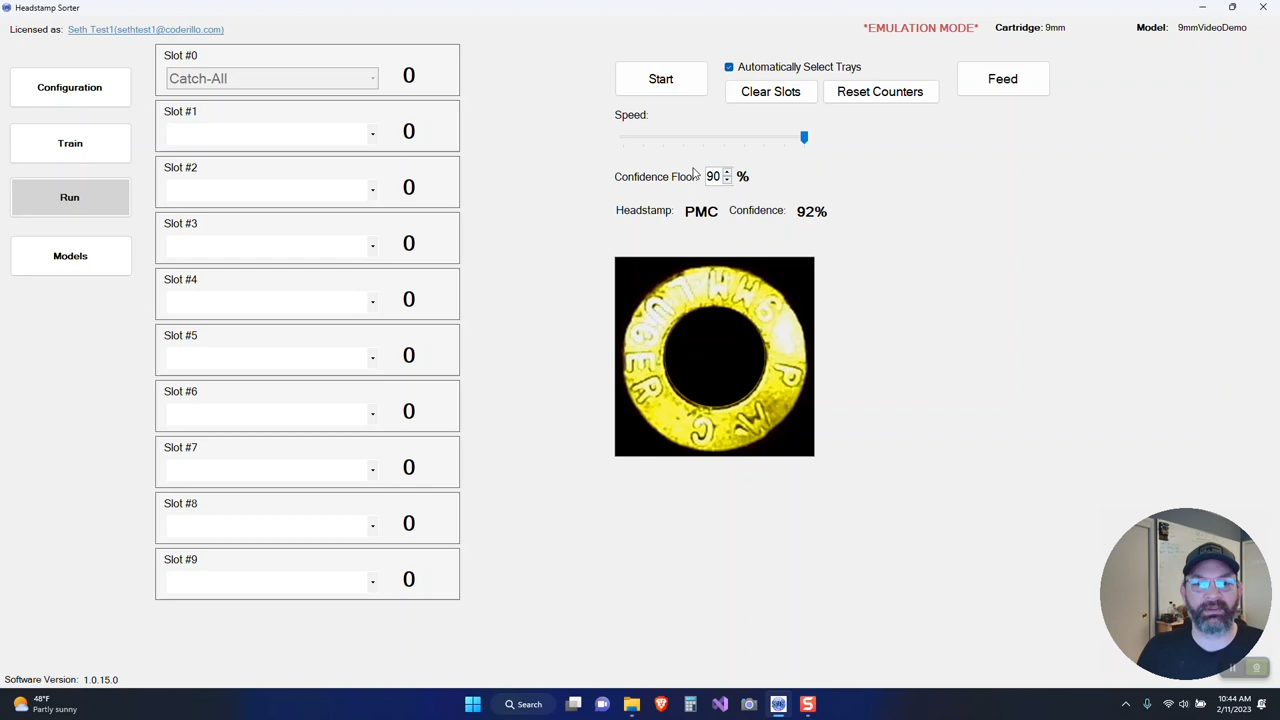 Headstamp Sorter
Licensed as: Seth Test1(sethtest1@coderillo.com)
*EMULATION MODE* Cartridge: 9mm Model: 9mmVideoDemo
Configuration
Train
Run
Models
Slot #0
Catch-All 0
Slot #1
0
Slot #2
0
Slot #3
0
Slot #4
0
Slot #5
0
Slot #6
0
Slot #7
0
Slot #8
0
Slot #9
0
Start
Automatically Select Trays
Clear Slots Reset Counters
Feed
Speed:
Confidence Floor 90 %
Headstamp: PMC Confidence: 92%
9MM LUGER
P M C
Software Version: 1.0.15.0
48°F
Partly sunny
Search
10:44 AM
2/11/2023